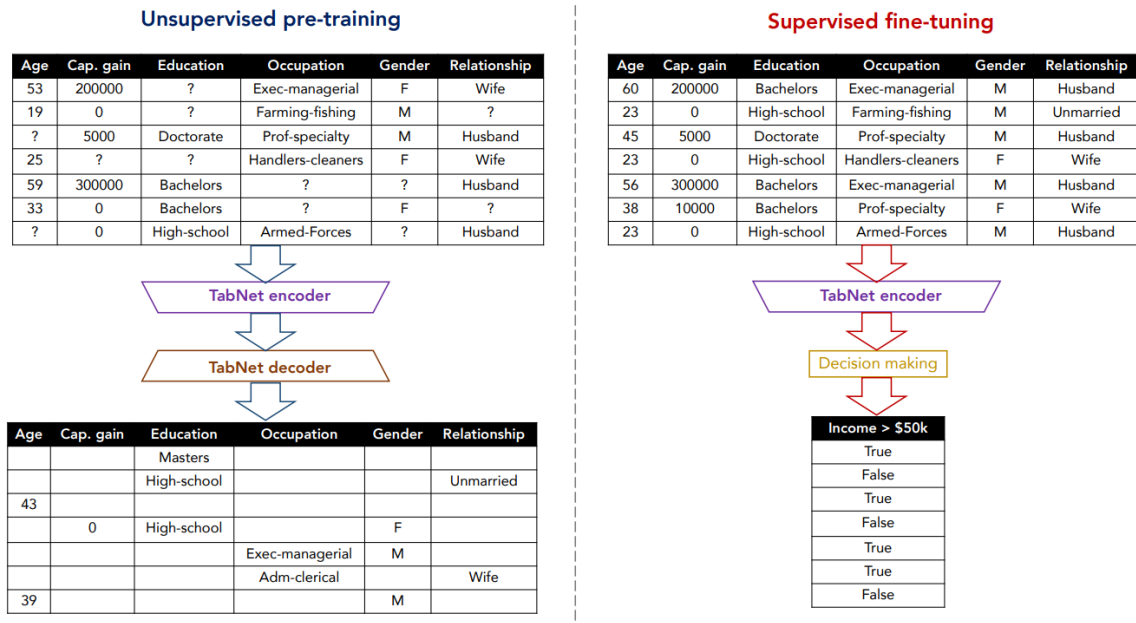 Unsupervised pre-training
Age Cap. gain Education Occupation Gender Relationship
53 200000 ? Exec-managerial F Wife
19 0 ? Farming-fishing M ?
? 5000 Doctorate Prof-specialty M Husband
25 ? ? Handlers-cleaners F Wife
59 300000 Bachelors ? ? Husband
33 0 Bachelors ? F ?
? 0 High-school Armed-Forces ? Husband
TabNet encoder
TabNet decoder
Age Cap. gain Education Occupation Gender Relationship
Masters
High-school Unmarried
43
0 High-school F
Exec-managerial M
Adm-clerical Wife
39 M
Supervised fine-tuning
Age Cap. gain Education Occupation Gender Relationship
60 200000 Bachelors Exec-managerial M Husband
23 0 High-school Farming-fishing M Unmarried
45 5000 Doctorate Prof-specialty M Husband
23 0 High-school Handlers-cleaners F Wife
56 300000 Bachelors Exec-managerial M Husband
38 10000 Bachelors Prof-specialty F Wife
23 0 High-school Armed-Forces M Husband
TabNet encoder
Decision making
Income > $50k
True
False
True
False
True
True
False